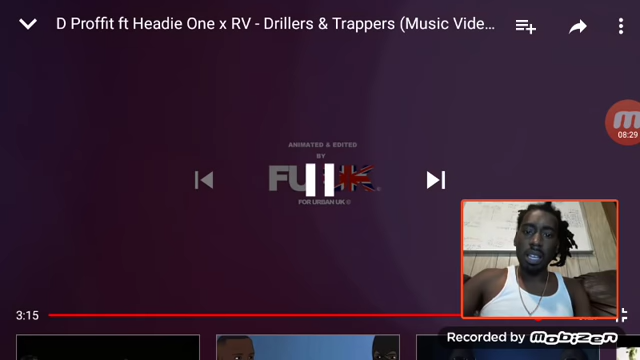 D Proffit ft Headie One x RV - Drillers & Trappers (Music Vide...
08:29
ANIMATED & EDITED
BY
FOR URBAN UK
3:15
Recorded by mobizen